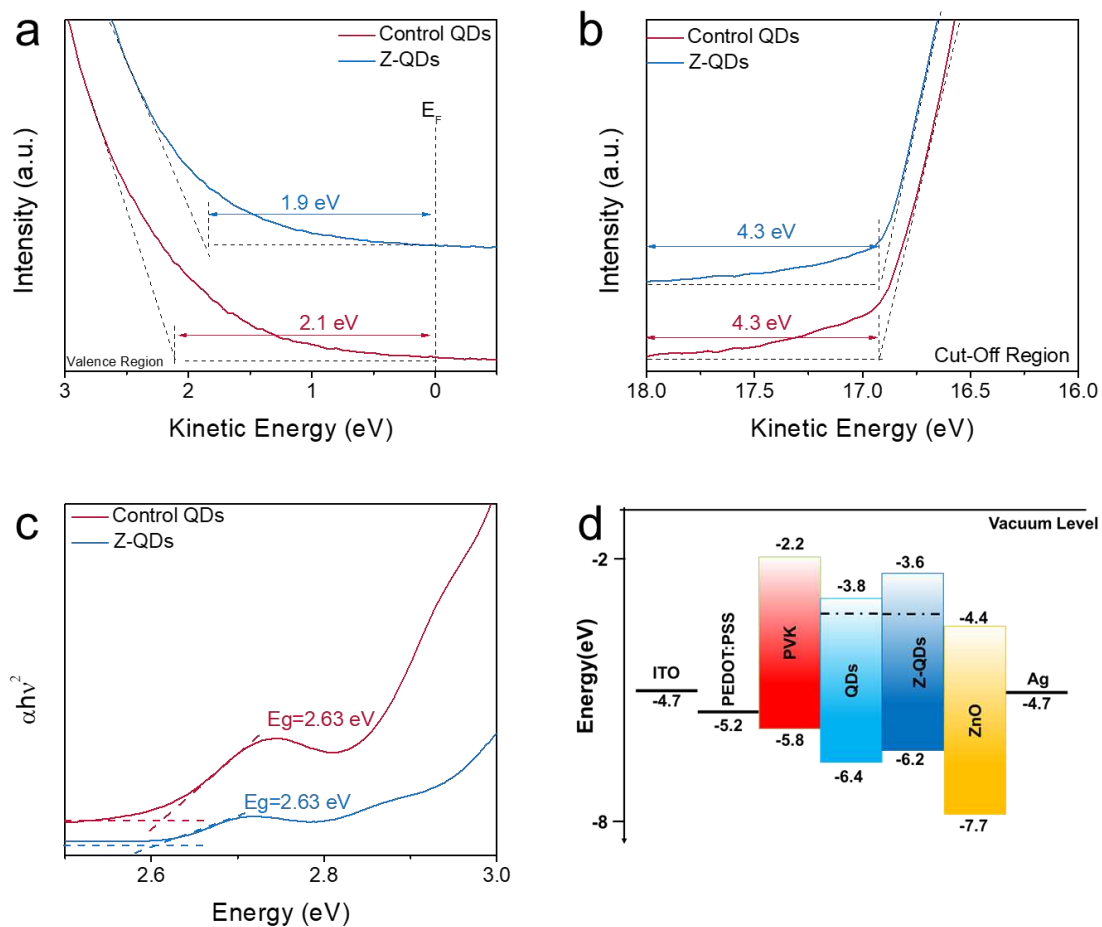 a
Control QDs
Z-QDs
E_F
1.9 eV
2.1 eV
Valence Region
Intensity (a.u.)
3 2 1 0
Kinetic Energy (eV)
b
Control QDs
Z-QDs
4.3 eV
4.3 eV
Cut-Off Region
Intensity (a.u.)
18.0 17.5 17.0 16.5 16.0
Kinetic Energy (eV)
c
Control QDs
Z-QDs
Eg=2.63 eV
Eg=2.63 eV
αhν²
2.6 2.8 3.0
Energy (eV)
d
Vacuum Level
-2
-8
Energy(eV)
ITO
-4.7
PEDOT:PSS
-5.2
-2.2
PVK
-5.8
-3.8
QDs
-6.4
-3.6
Z-QDs
-6.2
-4.4
ZnO
-7.7
Ag
-4.7